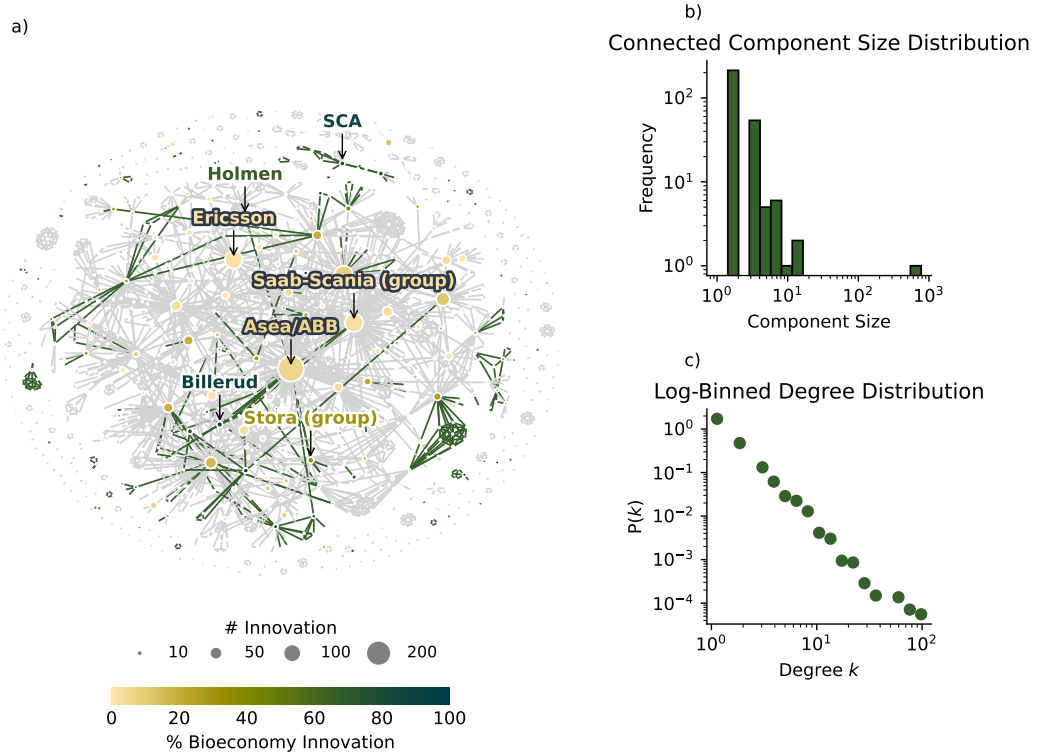 a)
SCA
Holmen
Ericsson
Saab-Scania (group)
Asea/ABB
Billerud
Stora (group)
# Innovation
10 50 100 200
0 20 40 60 80 100
% Bioeconomy Innovation
b)
Connected Component Size Distribution
Frequency
10² 
10¹
10⁰
10⁰ 10¹ 10² 10³
Component Size
c)
Log-Binned Degree Distribution
P(k)
10⁰
10⁻¹
10⁻²
10⁻³
10⁻⁴
10⁰ 10¹ 10²
Degree k